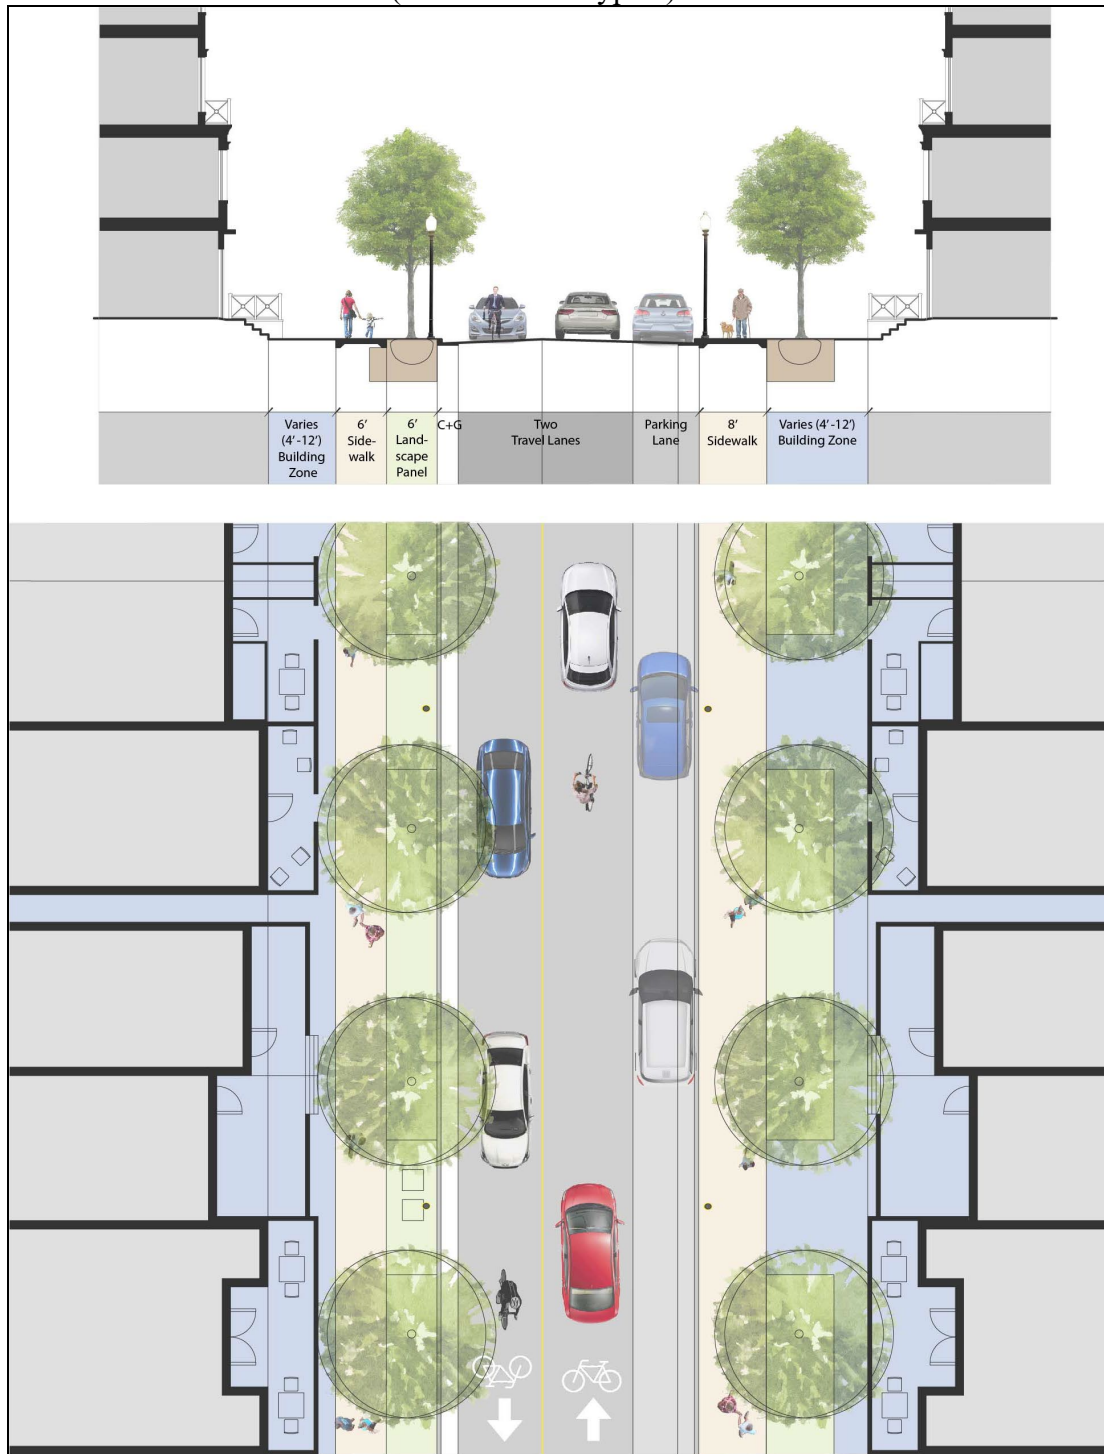 Varies
(4'-12')
Building
Zone
6'
Side-
walk
6'
Land-
scape
Panel
C+G
Two
Travel Lanes
Parking
Lane
8'
Sidewalk
Varies (4'-12')
Building Zone